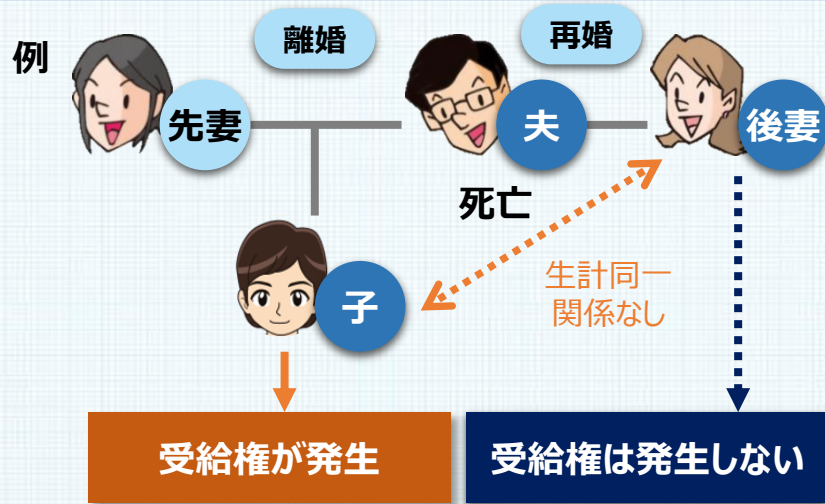 例
離婚
再婚
先妻
夫
後妻
死亡
生計同一
関係なし
子
受給権が発生
受給権は発生しない